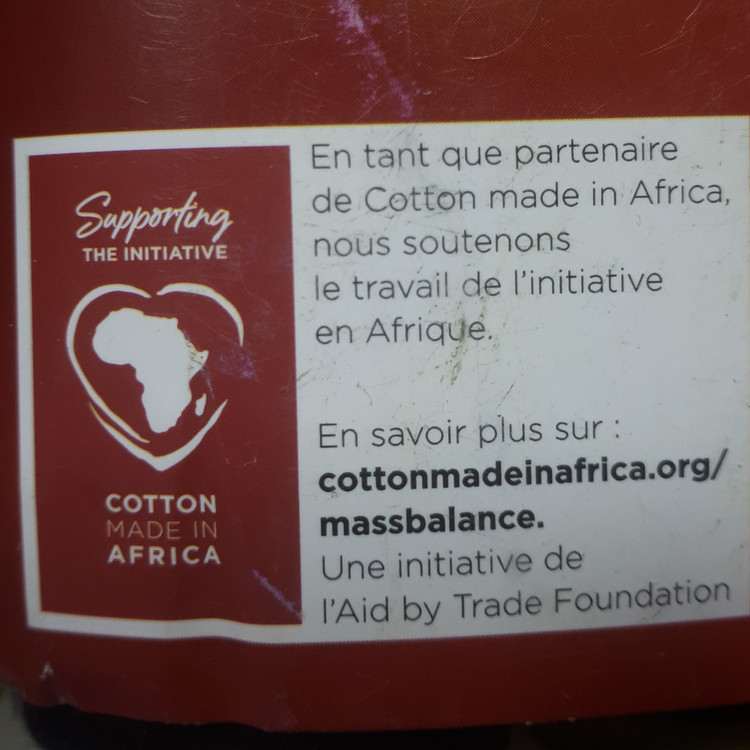 Supporting
THE INITIATIVE
COTTON
MADE IN
AFRICA
En tant que partenaire
de Cotton made in Africa,
nous soutenons
le travail de l'initiative
en Afrique.
En savoir plus sur :
cottonmadeinafrica.org/
massbalance.
Une initiative de
l'Aid by Trade Foundation